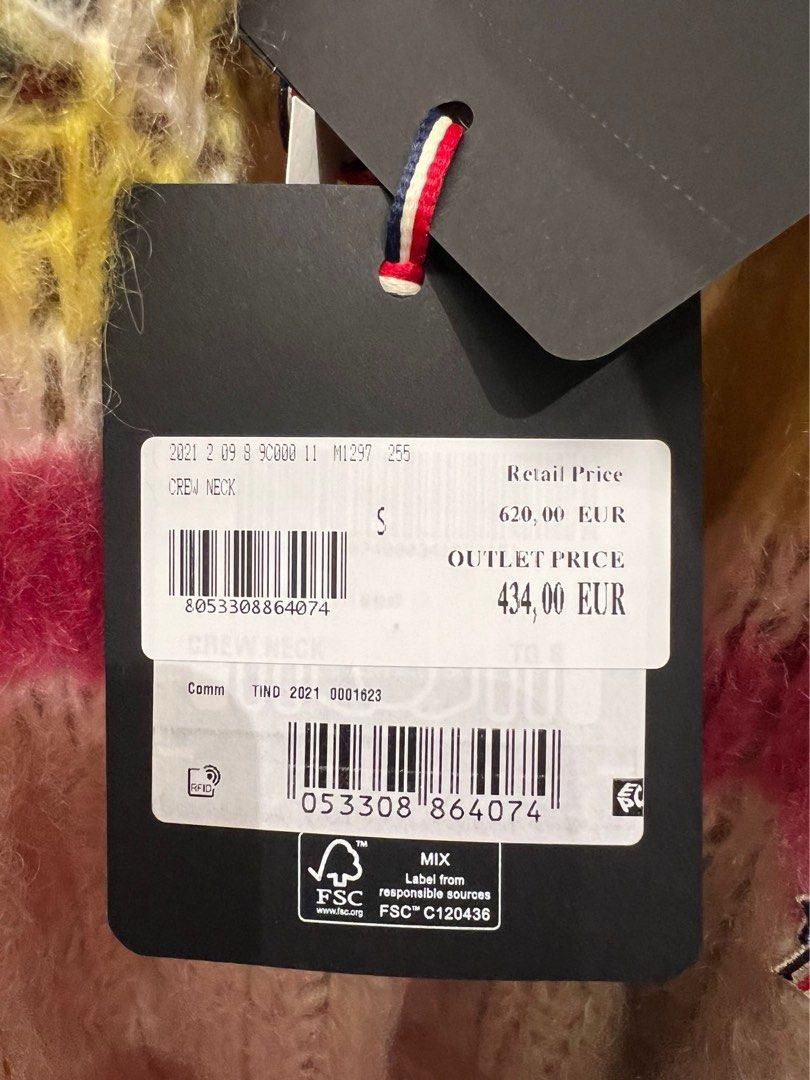 2021 2 09 8 9C000 11 M1297 255
CREW NECK
S
Retail Price
620,00 EUR
OUTLET PRICE
434,00 EUR
8053308864074
CREW NECK
TG S
Comm TIND 2021 0001623
RFID
053308 864074
EPC
FSC™
www.fsc.org
MIX
Label from
responsible sources
FSC™ C120436